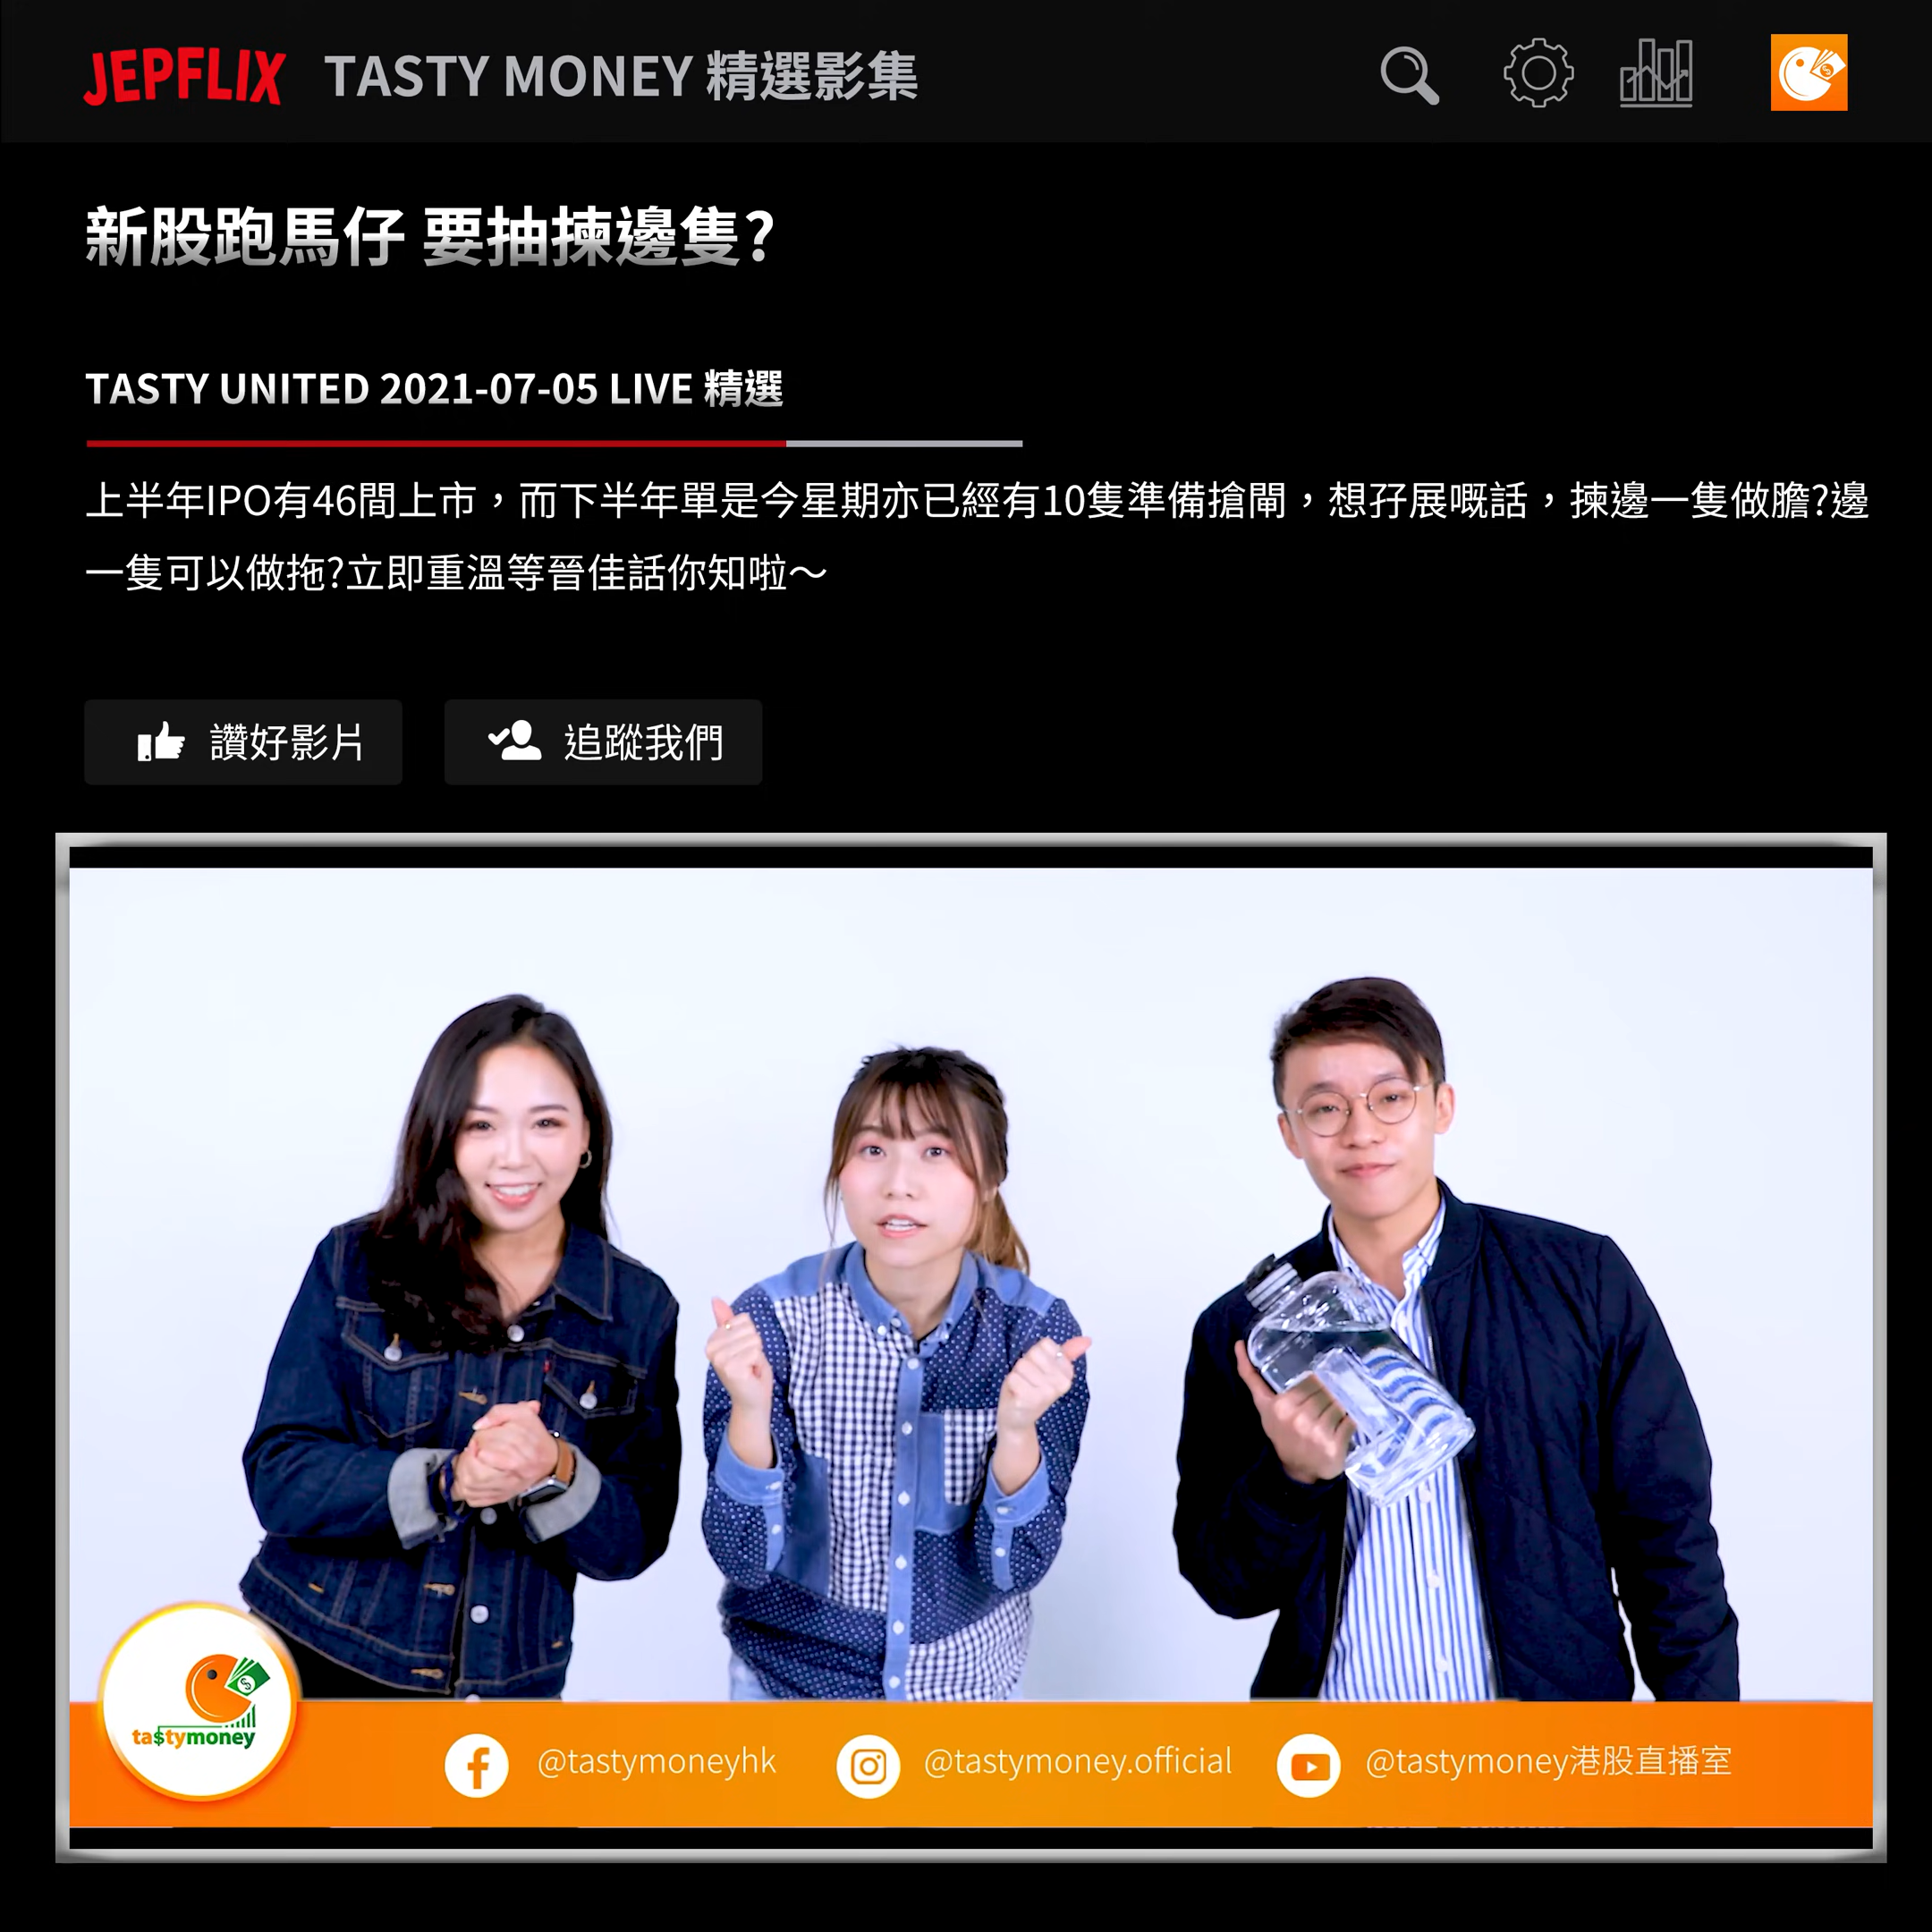 JEPFLIX TASTY MONEY 精選影集
新股跑馬仔 要抽揀邊隻?
TASTY UNITED 2021-07-05 LIVE 精選
上半年IPO有46間上市，而下半年單是今星期亦已經有10隻準備搶閘，想孖展嘅話，揀邊一隻做膽?邊
一隻可以做拖?立即重溫等晉佳話你知啦～
讚好影片 追蹤我們
ta$tymoney
@tastymoneyhk @tastymoney.official @tastymoney港股直播室